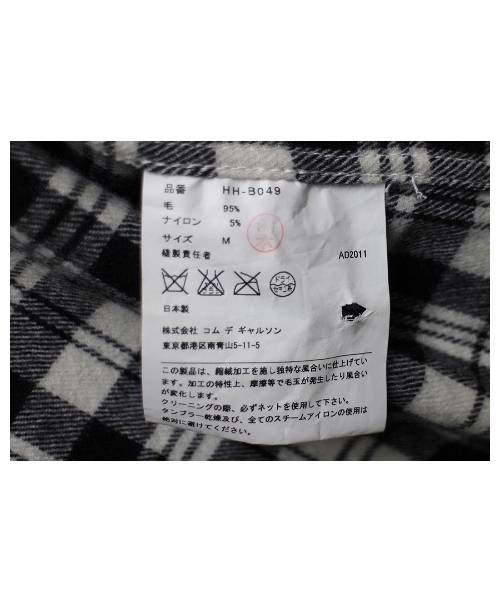 品番 HH-B049
毛 95%
ナイロン 5%
サイズ M
縫製責任者 AD2011
日本製
株式会社 コム デ ギャルソン
東京都港区南青山5-11-5
この製品は、縮絨加工を施し独特な風合いに仕上げてい
ます。加工の特性上、摩擦等で毛玉が発生したり風合い
が変化します。
クリーニングの際、必ずネットを使用してください。
タンブラー乾燥及び、全てのスチームアイロンの使用は
絶対に避けてください。